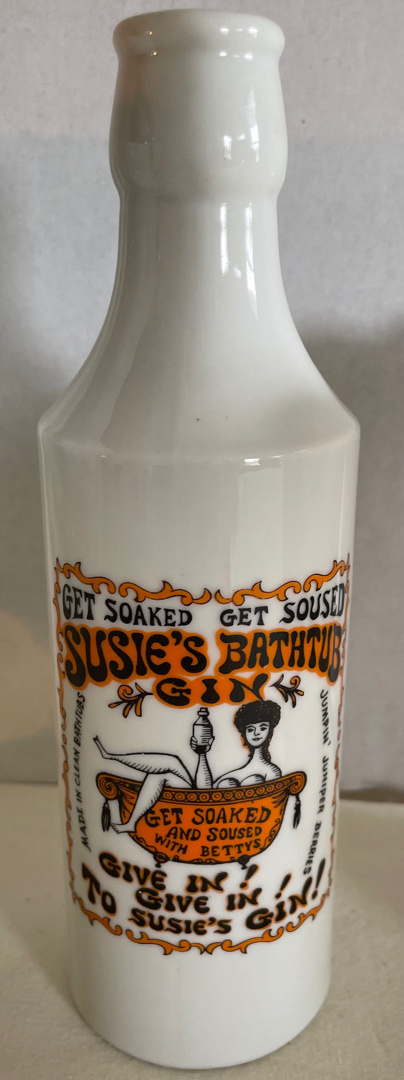 GET SOAKED GET SOUSED
SUSIE'S BATHTUB
GIN
MADE IN CLEAN BATHTUBS
JUMPIN' JUNIPER BERRIES
GET SOAKED
AND SOUSED
WITH BETTYS
GIVE IN!
GIVE IN!
TO SUSIE'S GIN!